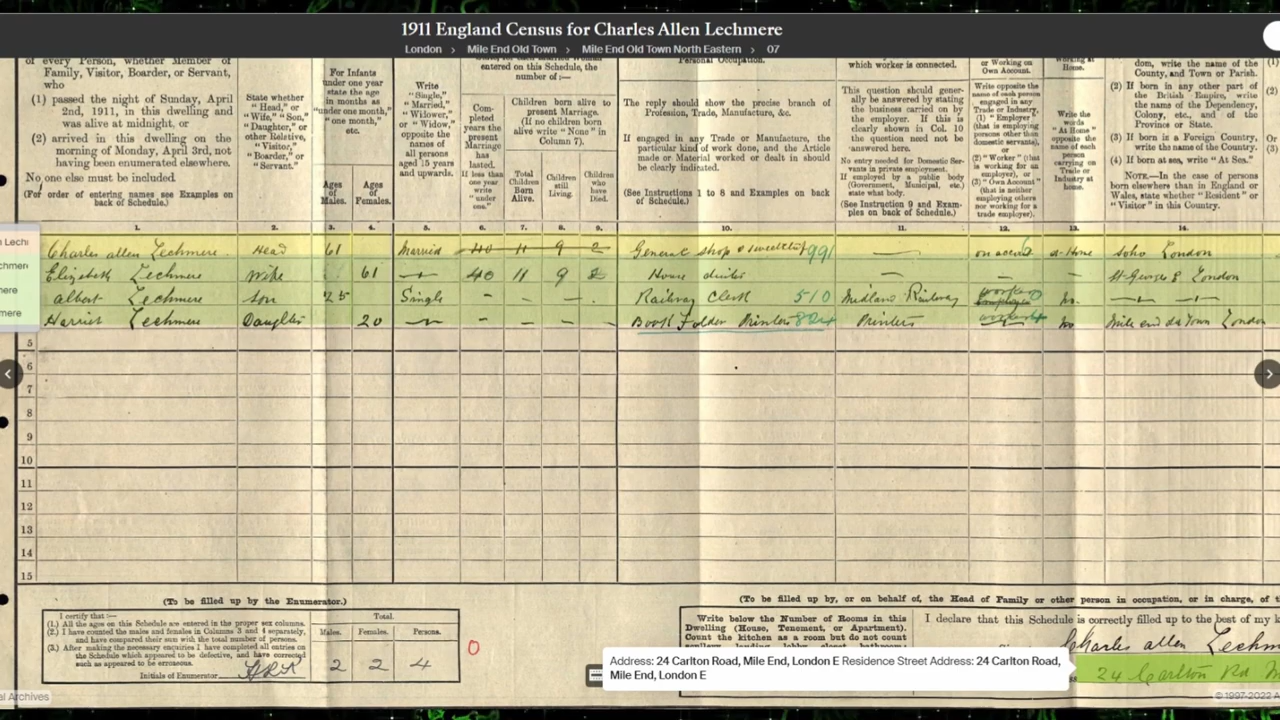 1911 England Census for Charles Allen Lechmere
London > Mile End Old Town > Mile End Old Town North Eastern > 07
of every Person, whether Member of
Family, Visitor, Boarder, or Servant,
who
(1) passed the night of Sunday, April
2nd, 1911, in this dwelling and
was alive at midnight, or
(2) arrived in this dwelling on the
morning of Monday, April 3rd, not
having been enumerated elsewhere.
No one else must be included.
(For order of entering names see Examples on
back of Schedule.)
State whether
"Head," or
"Wife," "Son,"
"Daughter," or
other Relative,
"Visitor,"
"Boarder," or
"Servant."
For Infants
under one year
state the age
in months as
"under one month,"
"one month,"
etc.
Ages
of
Males.
Ages
of
Females.
Write
"Single,"
"Married,"
"Widower,"
or "Widow,"
opposite the
names of
all persons
aged 15 years
and upwards.
entered on this Schedule, the
number of:—
Com-
pleted
years the
present
Marriage
has
lasted.
If less than
one year
write
"under
one."
Children born alive to
present Marriage.
(If no children born
alive write "None" in
Column 7).
Total
Children
Born
Alive.
Children
still
Living.
Children
who
have
Died.
Personal Occupation.
The reply should show the precise branch of
Profession, Trade, Manufacture, &c.
If engaged in any Trade or Manufacture, the
particular kind of work done, and the Article
made or Material worked or dealt in should
be clearly indicated.
(See Instructions 1 to 8 and Examples on back
of Schedule.)
which worker is connected.
This question should gener-
ally be answered by stating
the business carried on by
the employer. If this is
clearly shown in Col. 10
the question need not be
answered here.
No entry needed for Domestic Ser-
vants in private employment.
If employed by a public body
(Government, Municipal, etc.)
state what body.
(See Instruction 9 and Exam-
ples on back of Schedule.)
or Working on
Own Account.
Write opposite the
name of each person
engaged in any
Trade or Industry,
(1) "Employer"
(that is employing
persons other than
domestic servants),
or
(2) "Worker" (that
is working for an
employer), or
(3) "Own Account"
(that is neither
employing others
nor working for a
trade employer).
Working at
Home.
Write the
words
"At Home"
opposite the
name of each
person
carrying on
Trade or
Industry at
home.
dom, write the name of the
County, and Town or Parish.
(2) If born in any other part of
the British Empire, write
the name of the Dependency,
Colony, etc., and of the
Province or State.
(3) If born in a Foreign Country,
write the name of the Country.
(4) If born at sea, write "At Sea."
NOTE.—In the case of persons
born elsewhere than in England or
Wales, state whether "Resident" or
"Visitor" in this Country.
1. 2. 3. 4. 5. 6. 7. 8. 9. 10. 11. 12. 13. 14.
Charles allen Lechmere Head 61 Married 40 11 9 2 General shop & sweetstuff 991 — on account at Home Soho London
Elizabeth Lechmere Wife 61 — 40 11 9 2 House duties — — — St Georges E London
albert Lechmere Son 25 Single - - - . Railway Clerk 510 Midland Railway Worker 0 no. — —
Harriet Lechmere Daughter 20 — - - - - Book Folder Printers 824 Printers no Mile end old Town London
5
6
7
8
9
10
11
12
13
14
15
(To be filled up by the Enumerator.)
I certify that:—
(1.) All the ages on this Schedule are entered in the proper sex columns.
(2.) I have counted the males and females in Columns 3 and 4 separately,
and have compared their sum with the total number of persons.
(3.) After making the necessary enquiries I have completed all entries on
the Schedule which appeared to be defective, and have corrected
such as appeared to be erroneous.
Initials of Enumerator
Total.
Males. Females. Persons.
2 2 4
0
(To be filled up by, or on behalf of, the Head of Family or other person in occupation, or in charge, of t
Write below the Number of Rooms in this
Dwelling (House, Tenement, or Apartment).
Count the kitchen as a room but do not count
I declare that this Schedule is correctly filled up to the best of my k
Charles allen Lechm
24 Carlton Rd
Address: 24 Carlton Road, Mile End, London E Residence Street Address: 24 Carlton Road,
Mile End, London E
al Archives
© 1997-2022 A